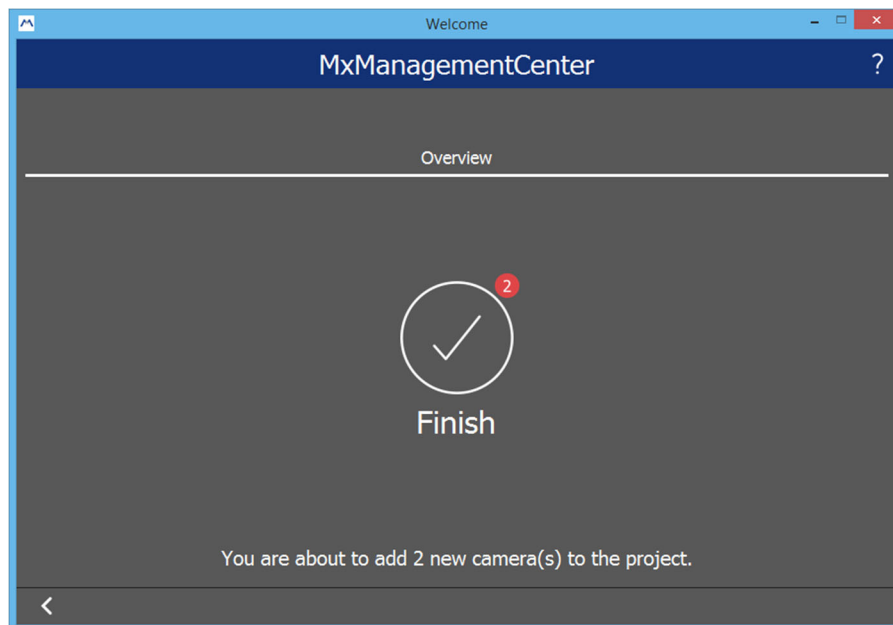 Welcome
MxManagementCenter
?
Overview
2
Finish
You are about to add 2 new camera(s) to the project.